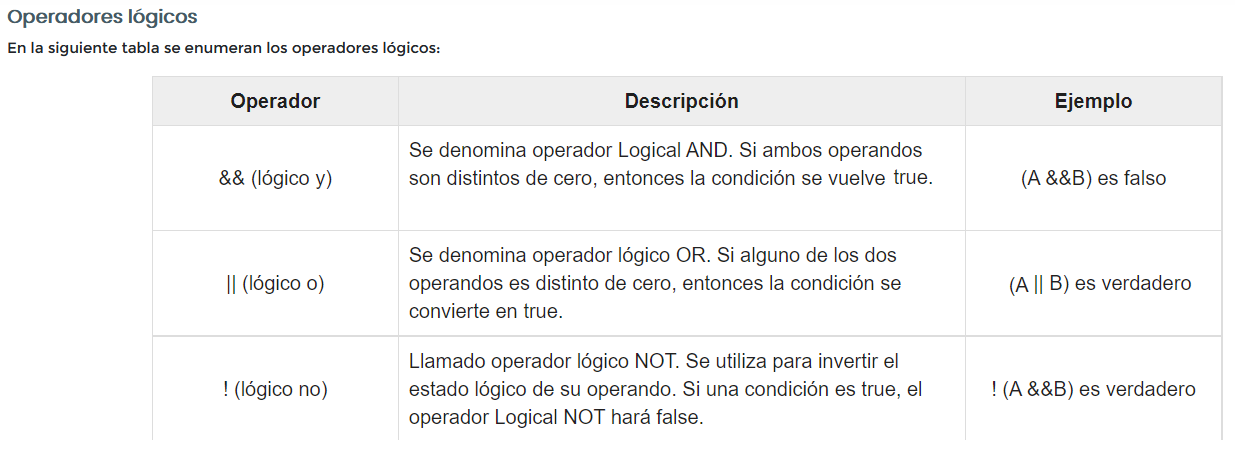 Operadores lógicos
En la siguiente tabla se enumeran los operadores lógicos:
Operador Descripción Ejemplo
&& (lógico y)
Se denomina operador Logical AND. Si ambos operandos
son distintos de cero, entonces la condición se vuelve true.
(A &&B) es falso
|| (lógico o)
Se denomina operador lógico OR. Si alguno de los dos
operandos es distinto de cero, entonces la condición se
convierte en true.
(A || B) es verdadero
! (lógico no)
Llamado operador lógico NOT. Se utiliza para invertir el
estado lógico de su operando. Si una condición es true, el
operador Logical NOT hará false.
! (A &&B) es verdadero